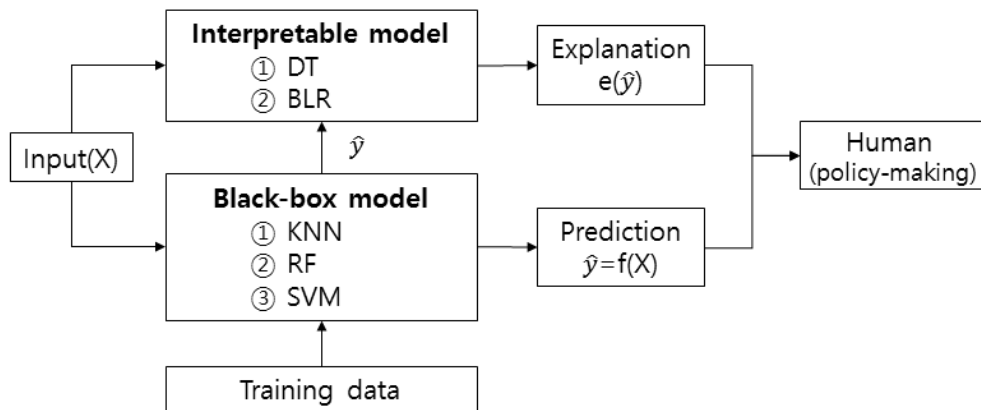 Interpretable model
① DT
② BLR
Explanation
e(ŷ)
Input(X)
ŷ
Human
(policy-making)
Black-box model
① KNN
② RF
③ SVM
Prediction
ŷ=f(X)
Training data